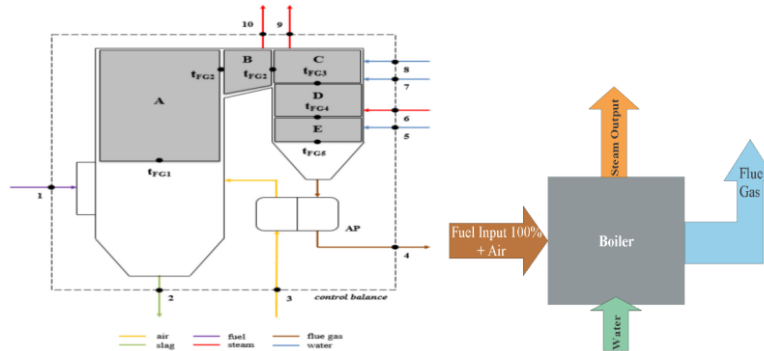 10
9
B
C
t_FG2
t_FG2
t_FG3
8
7
A
D
t_FG4
6
E
5
t_FG1
t_FG5
1
AP
4
2
3
control balance
air
fuel
flue gas
slag
steam
water
Steam Output
Flue
Gas
Fuel Input 100%
+ Air
Boiler
Water